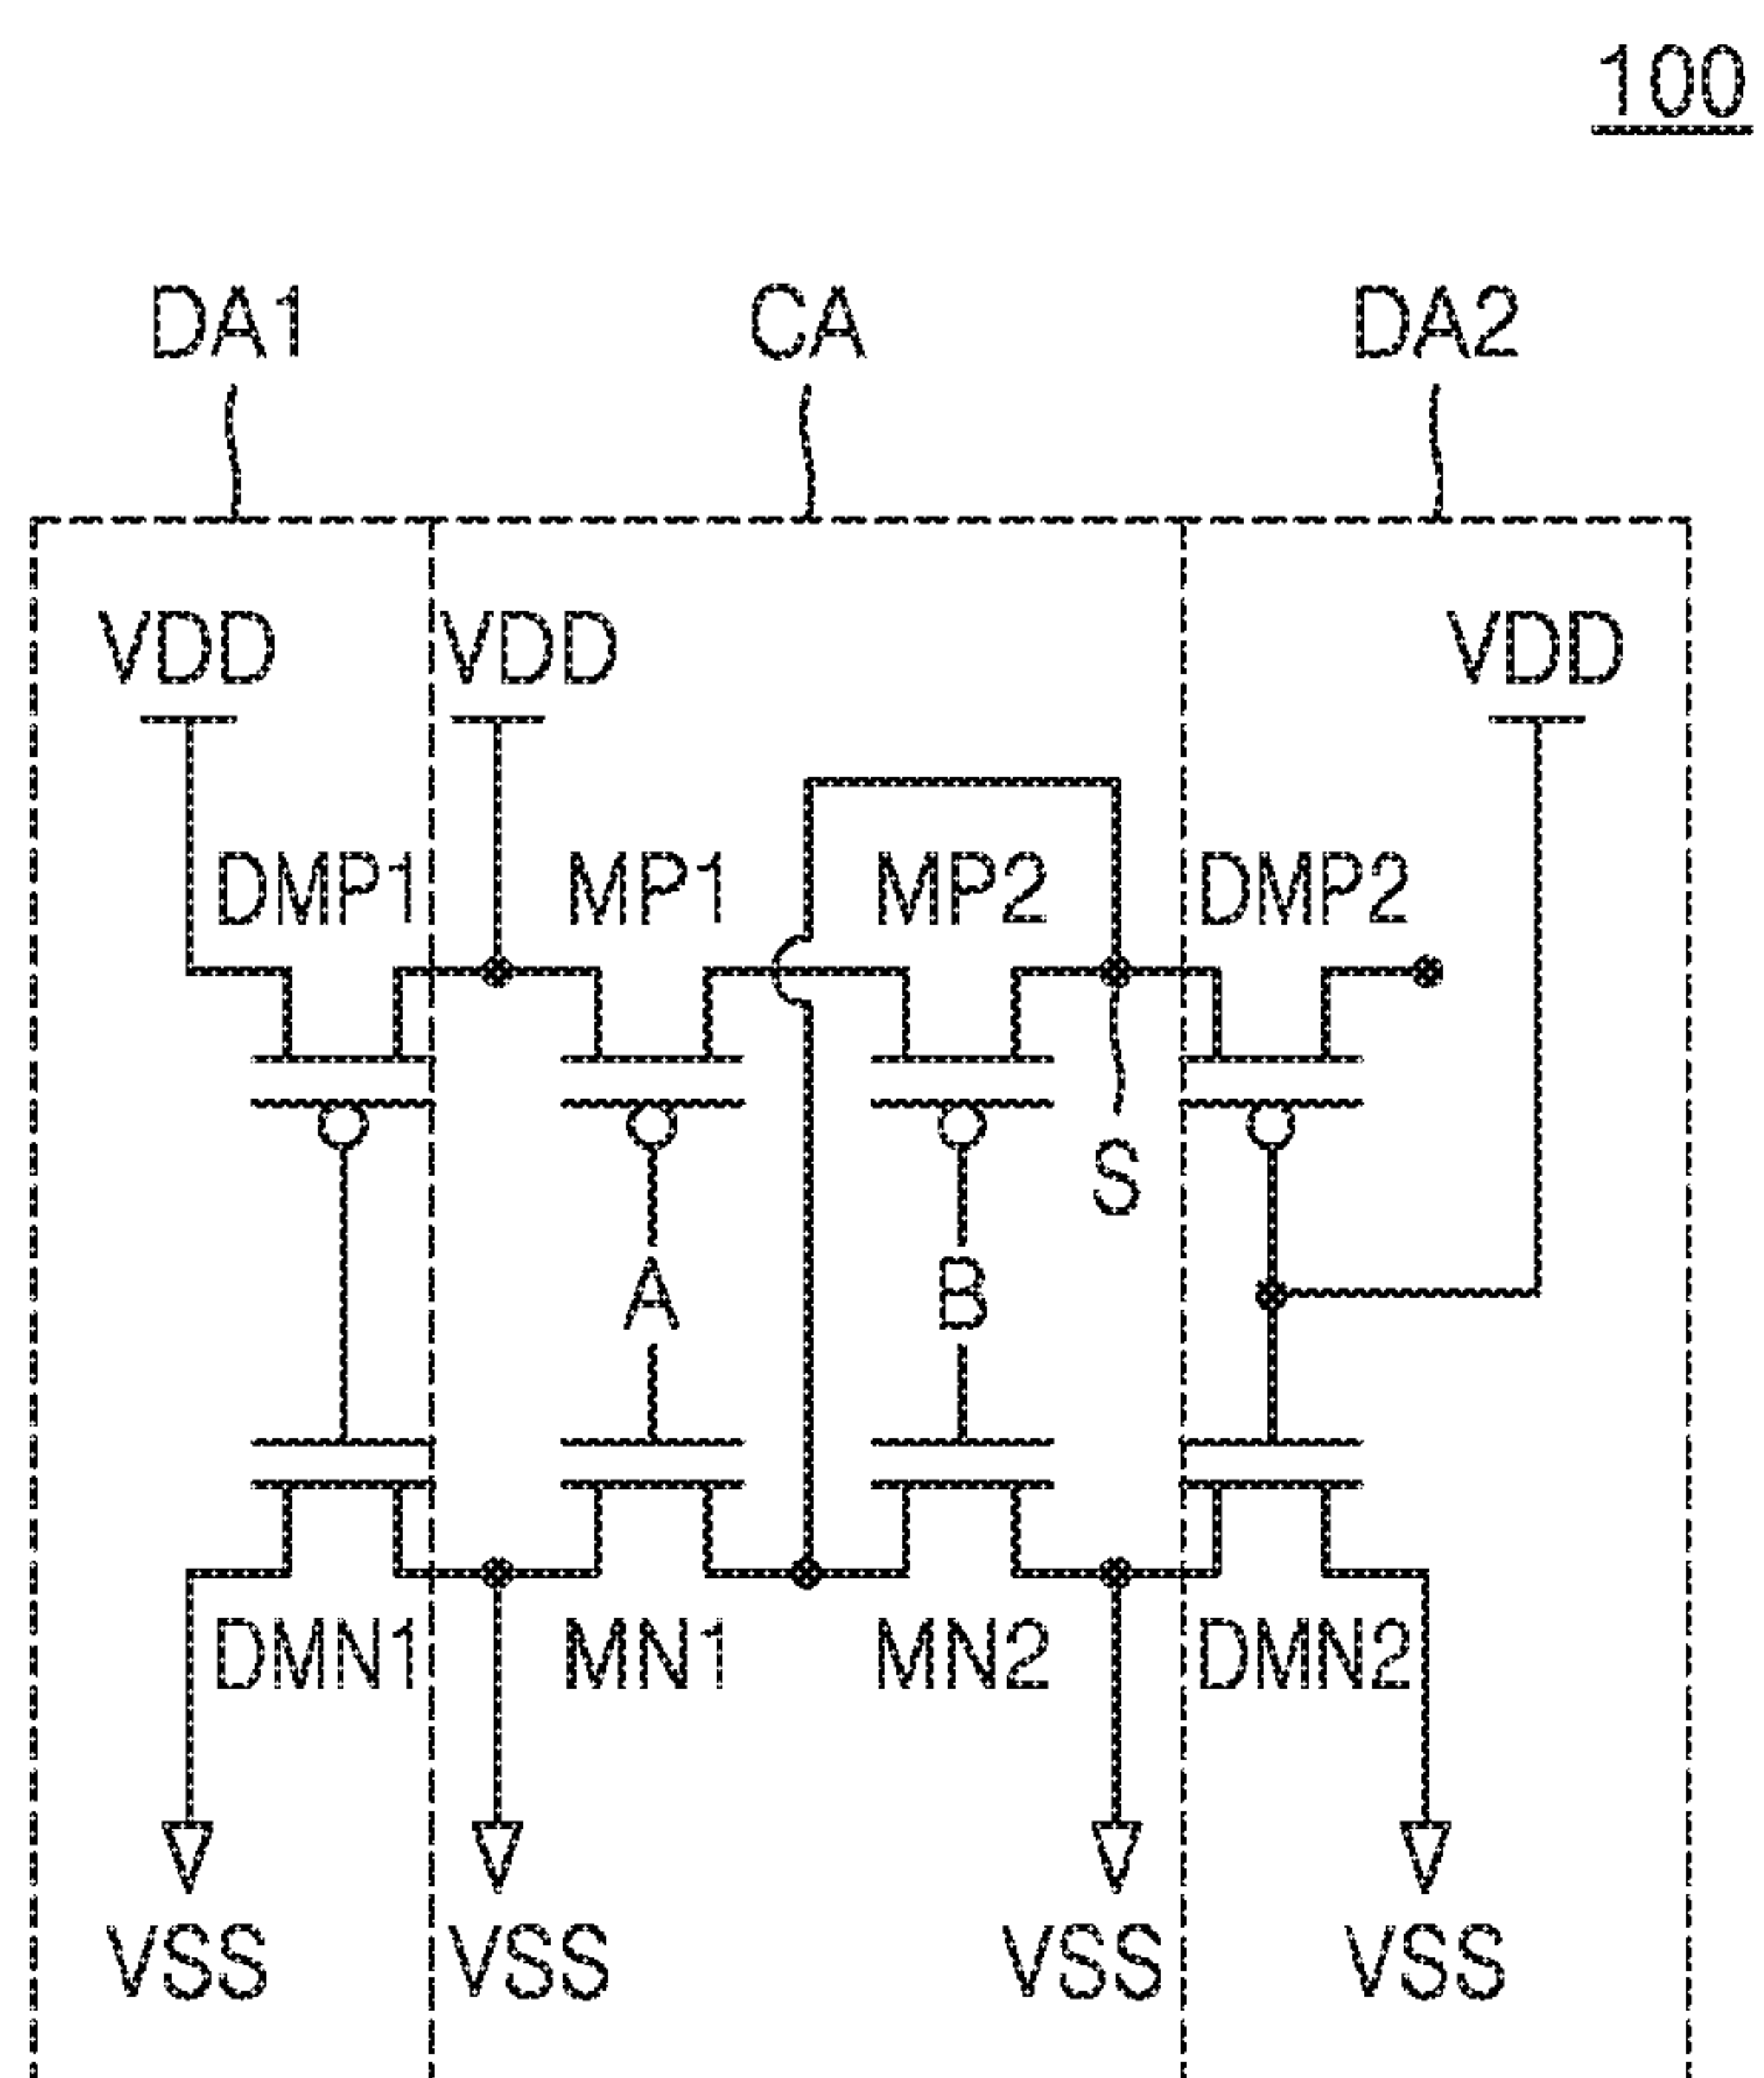 100
DA1 CA DA2
VDD VDD VDD
DMP1 MP1 MP2 DMP2
S
A B
DMN1 MN1 MN2 DMN2
VSS VSS VSS VSS